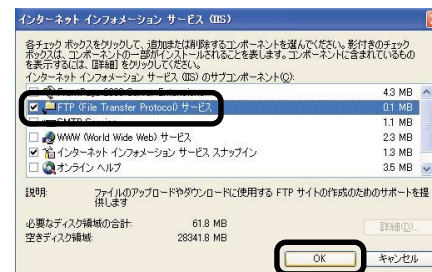 インターネット インフォメーション サービス (IIS)
各チェック ボックスをクリックして、追加または削除するコンポーネントを選んでください。影付きのチェック
ボックスは、コンポーネントの一部がインストールされることを表します。コンポーネントに含まれているもの
を表示するには、[詳細] をクリックしてください。
インターネット インフォメーション サービス (IIS) のサブコンポーネント(C):
FrontPage 2000 Server Extensions 4.3 MB
FTP (File Transfer Protocol) サービス 0.1 MB
SMTP Service 1.1 MB
WWW (World Wide Web) サービス 2.3 MB
インターネット インフォメーション サービス スナップイン 1.3 MB
オンライン ヘルプ 3.5 MB
説明: ファイルのアップロードやダウンロードに使用する FTP サイトの作成のためのサポートを提
供します
必要なディスク領域の合計: 61.8 MB
空きディスク領域: 28341.8 MB
詳細(D)...
OK
キャンセル